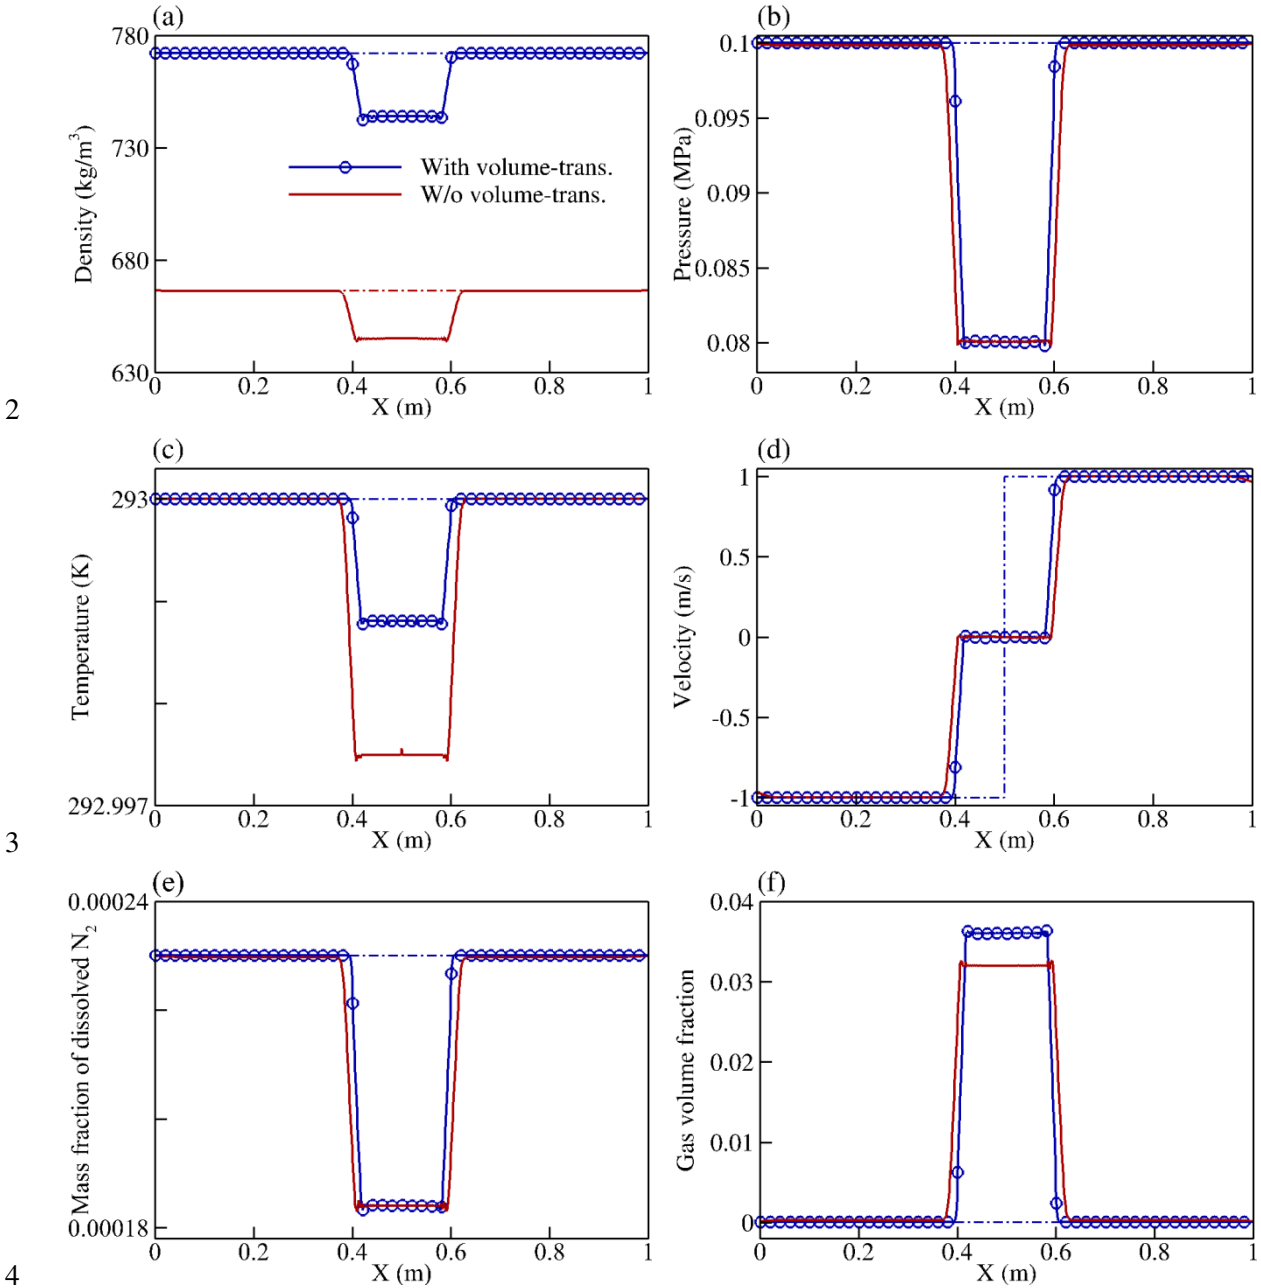 (a)
780
730
680
630
Density (kg/m³)
With volume-trans.
W/o volume-trans.
0 0.2 0.4 0.6 0.8 1
X (m)
(b)
0.1
0.095
0.09
0.085
0.08
Pressure (MPa)
0 0.2 0.4 0.6 0.8 1
X (m)
2
(c)
293
292.997
Temperature (K)
0 0.2 0.4 0.6 0.8 1
X (m)
(d)
1
0.5
0
-0.5
-1
Velocity (m/s)
0 0.2 0.4 0.6 0.8 1
X (m)
3
(e)
0.00024
0.00018
Mass fraction of dissolved N₂
0 0.2 0.4 0.6 0.8 1
X (m)
(f)
0.04
0.03
0.02
0.01
0
Gas volume fraction
0 0.2 0.4 0.6 0.8 1
X (m)
4